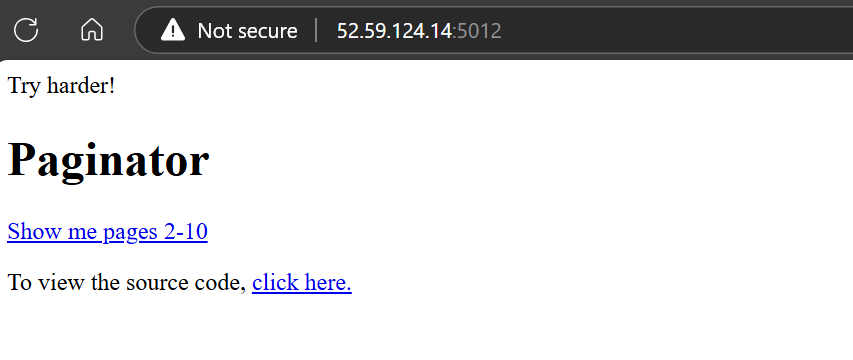 Not secure
52.59.124.14:5012
Try harder!
Paginator
Show me pages 2-10
To view the source code, click here.